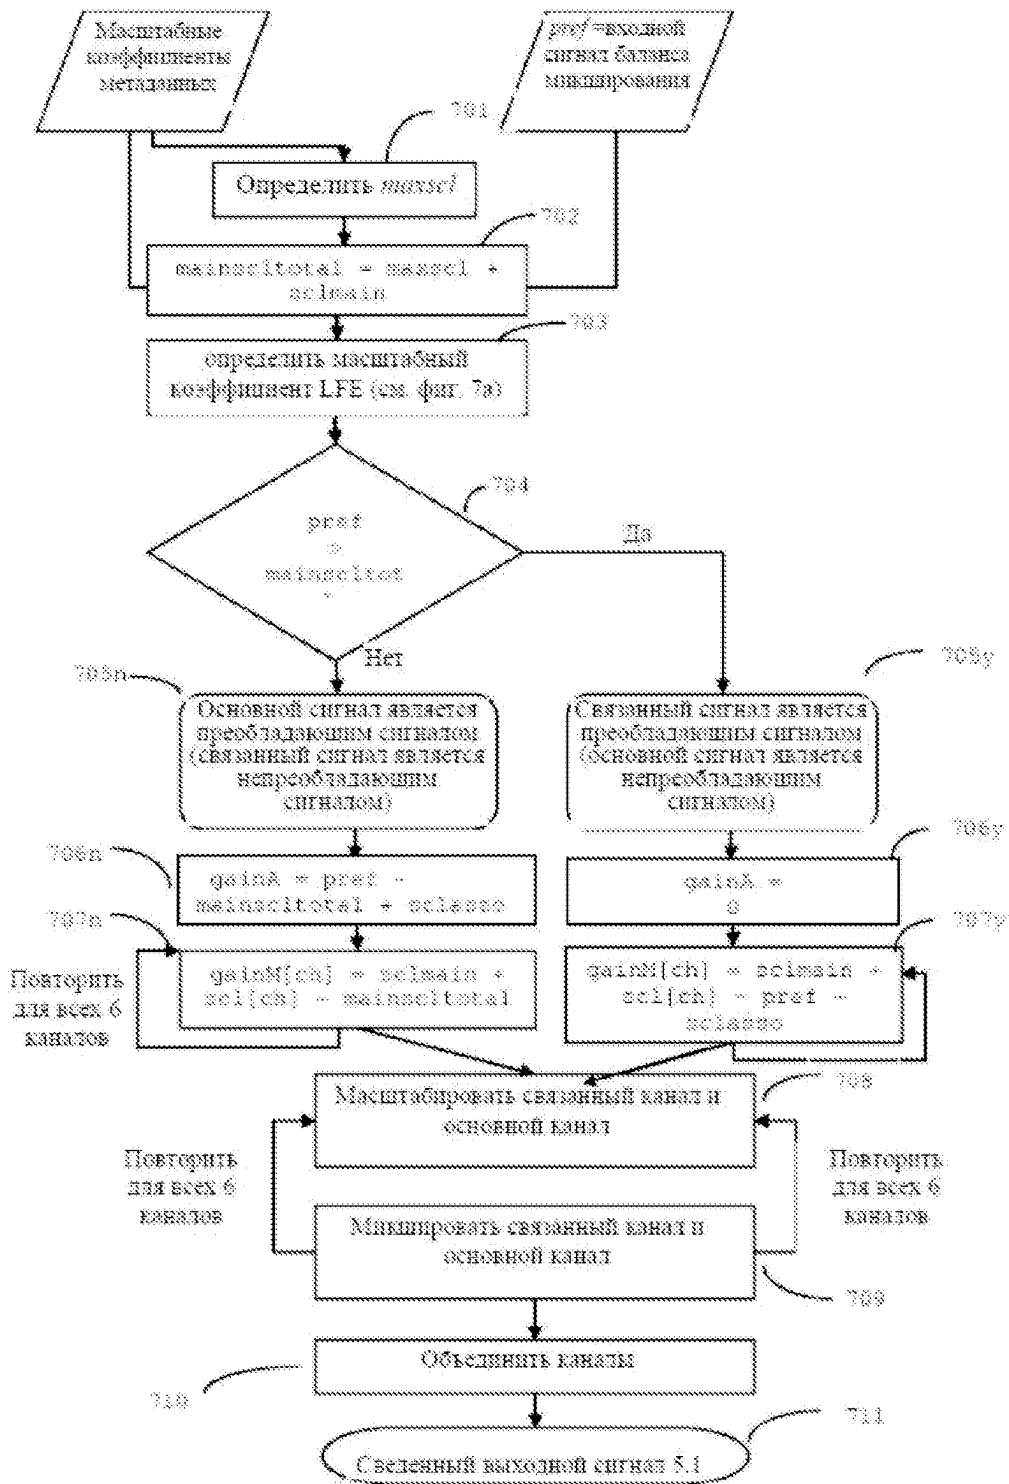 Масштабные
коэффициенты
метаданных
pref =входной
сигнал баланса
микширования
701
Определить maxscl
702
mainscltotal = maxscl +
sclmain
703
определить масштабный
коэффициент LFE (см. фиг. 7а)
704
pref
>
mainscltot
Да
Нет
705n
705y
Основной сигнал является
преобладающим сигналом
(связанный сигнал является
непреобладающим
сигналом)
Связанный сигнал является
преобладающим сигналом
(основной сигнал является
непреобладающим
сигналом)
706n
706y
gainA = pref -
mainscltotal + sclasso
gainA =
0
707n
707y
Повторить
для всех 6
каналов
gainM[ch] = sclmain +
scl[ch] - mainscltotal
gainM[ch] = sclmain +
scl[ch] - pref -
sclasso
708
Масштабировать связанный канал и
основной канал
Повторить
для всех 6
каналов
Повторить
для всех 6
каналов
Микшировать связанный канал и
основной канал
709
Объединить каналы
710
711
Сведенный выходной сигнал 5.1